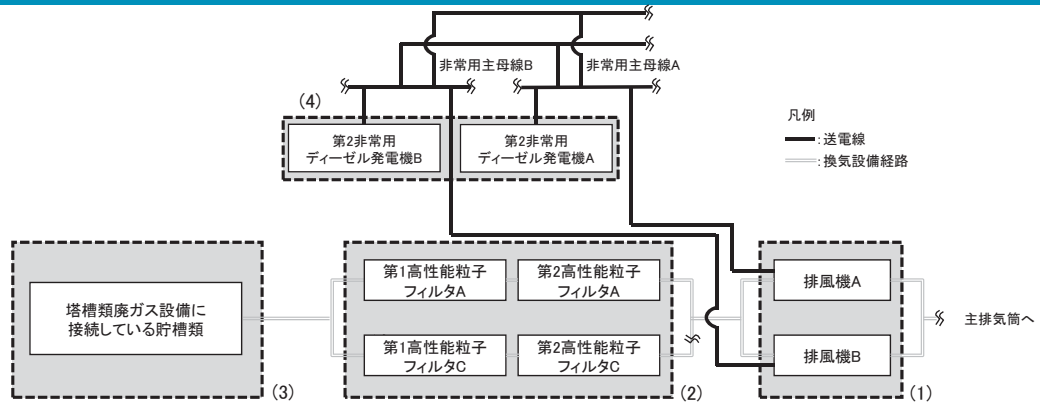 非常用主母線B
非常用主母線A
(4)
第2非常用
ディーゼル発電機B
第2非常用
ディーゼル発電機A
凡例
:送電線
:換気設備経路
塔槽類廃ガス設備に
接続している貯槽類
(3)
第1高性能粒子
フィルタA
第2高性能粒子
フィルタA
第1高性能粒子
フィルタC
第2高性能粒子
フィルタC
(2)
排風機A
排風機B
(1)
主排気筒へ